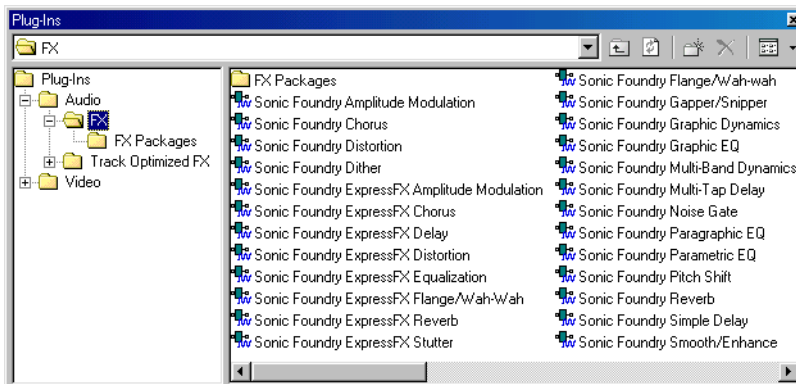 Plug-Ins
FX
Plug-Ins
Audio
FX
FX Packages
Track Optimized FX
Video
FX Packages
Sonic Foundry Amplitude Modulation
Sonic Foundry Chorus
Sonic Foundry Distortion
Sonic Foundry Dither
Sonic Foundry ExpressFX Amplitude Modulation
Sonic Foundry ExpressFX Chorus
Sonic Foundry ExpressFX Delay
Sonic Foundry ExpressFX Distortion
Sonic Foundry ExpressFX Equalization
Sonic Foundry ExpressFX Flange/Wah-Wah
Sonic Foundry ExpressFX Reverb
Sonic Foundry ExpressFX Stutter
Sonic Foundry Flange/Wah-wah
Sonic Foundry Gapper/Snipper
Sonic Foundry Graphic Dynamics
Sonic Foundry Graphic EQ
Sonic Foundry Multi-Band Dynamics
Sonic Foundry Multi-Tap Delay
Sonic Foundry Noise Gate
Sonic Foundry Paragraphic EQ
Sonic Foundry Parametric EQ
Sonic Foundry Pitch Shift
Sonic Foundry Reverb
Sonic Foundry Simple Delay
Sonic Foundry Smooth/Enhance